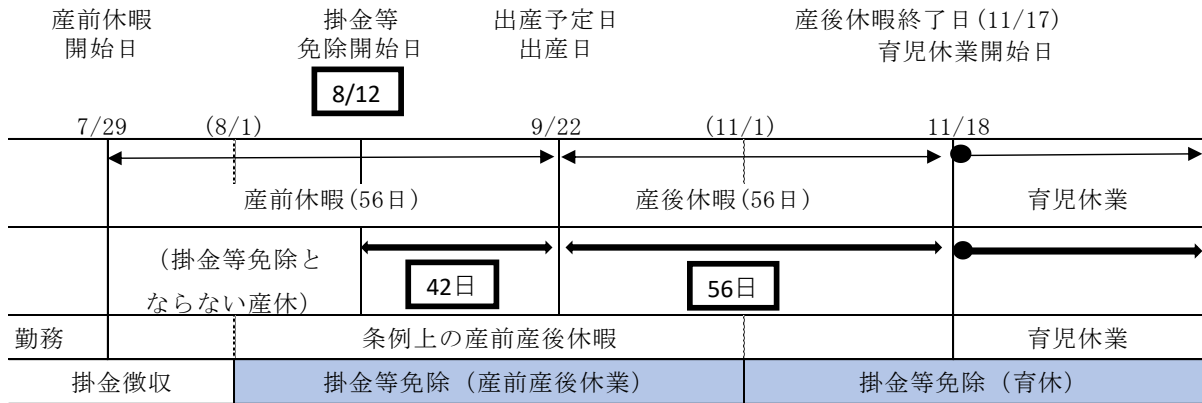 産前休暇
開始日
掛金等
免除開始日
出産予定日
出産日
産後休暇終了日(11/17)
育児休業開始日
8/12
7/29
(8/1)
9/22
(11/1)
11/18
産前休暇(56日)
産後休暇(56日)
育児休業
（掛金等免除と
ならない産休）
42日
56日
勤務
条例上の産前産後休暇
育児休業
掛金徴収
掛金等免除（産前産後休業）
掛金等免除（育休）